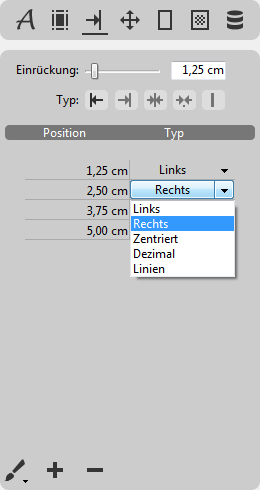 A
Einrückung: 1,25 cm
Typ:
Position Typ
1,25 cm Links
2,50 cm Rechts
3,75 cm Links
5,00 cm Rechts
Zentriert
Dezimal
Linien